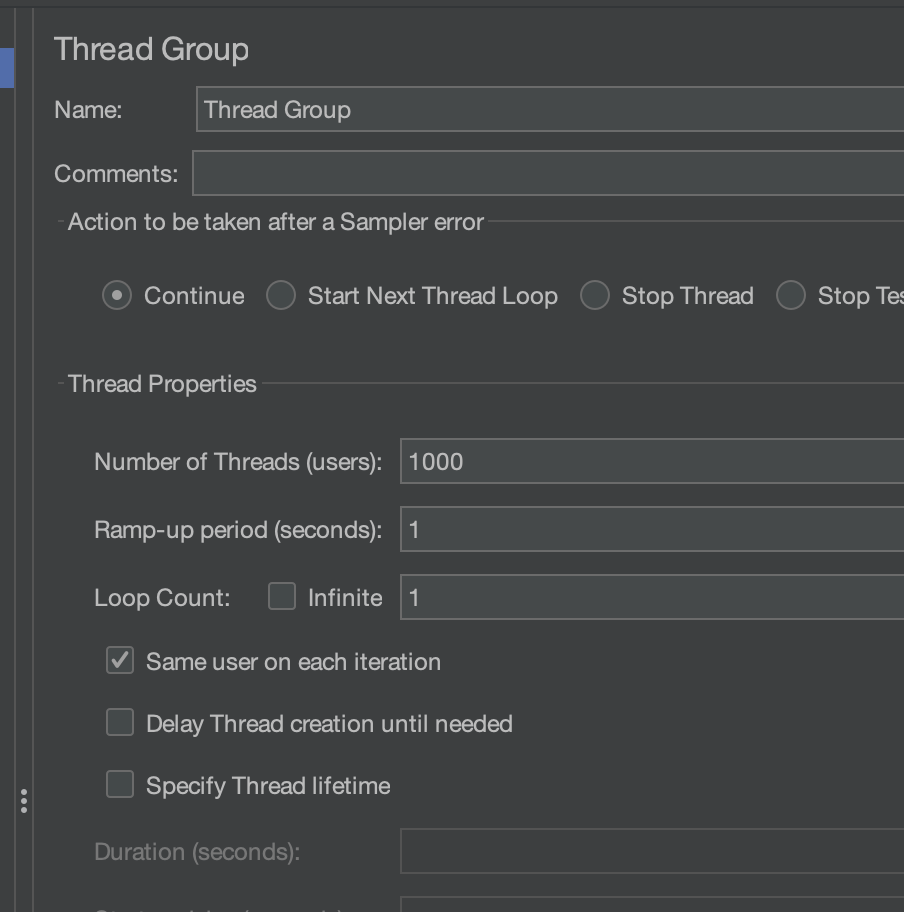 Thread Group
Name: Thread Group
Comments:
Action to be taken after a Sampler error
Continue Start Next Thread Loop Stop Thread Stop Tes
Thread Properties
Number of Threads (users): 1000
Ramp-up period (seconds): 1
Loop Count: Infinite 1
Same user on each iteration
Delay Thread creation until needed
Specify Thread lifetime
Duration (seconds):